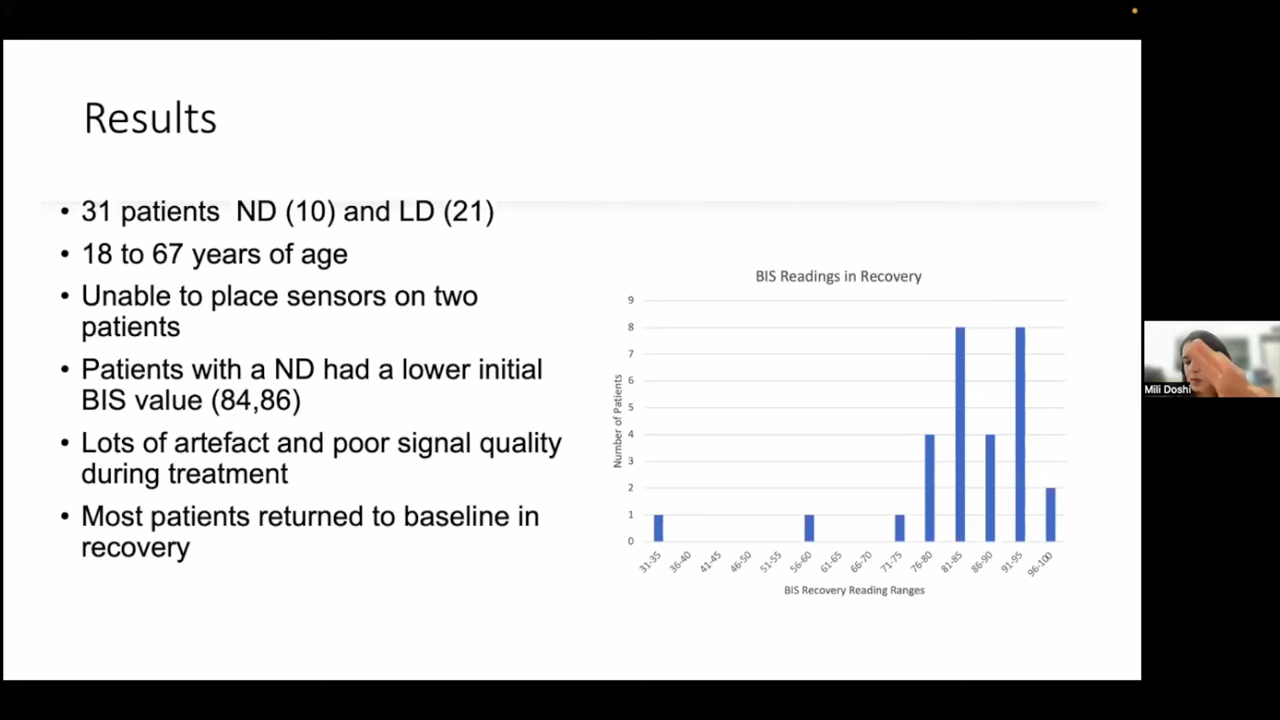 Results
• 31 patients  ND (10) and LD (21)
• 18 to 67 years of age
• Unable to place sensors on two
patients
• Patients with a ND had a lower initial
BIS value (84,86)
• Lots of artefact and poor signal quality
during treatment
• Most patients returned to baseline in
recovery
BIS Readings in Recovery
Number of Patients
9
8
7
6
5
4
3
2
1
0
31-35 36-40 41-45 46-50 51-55 56-60 61-65 66-70 71-75 76-80 81-85 86-90 91-95 96-100
BIS Recovery Reading Ranges
Mili Doshi